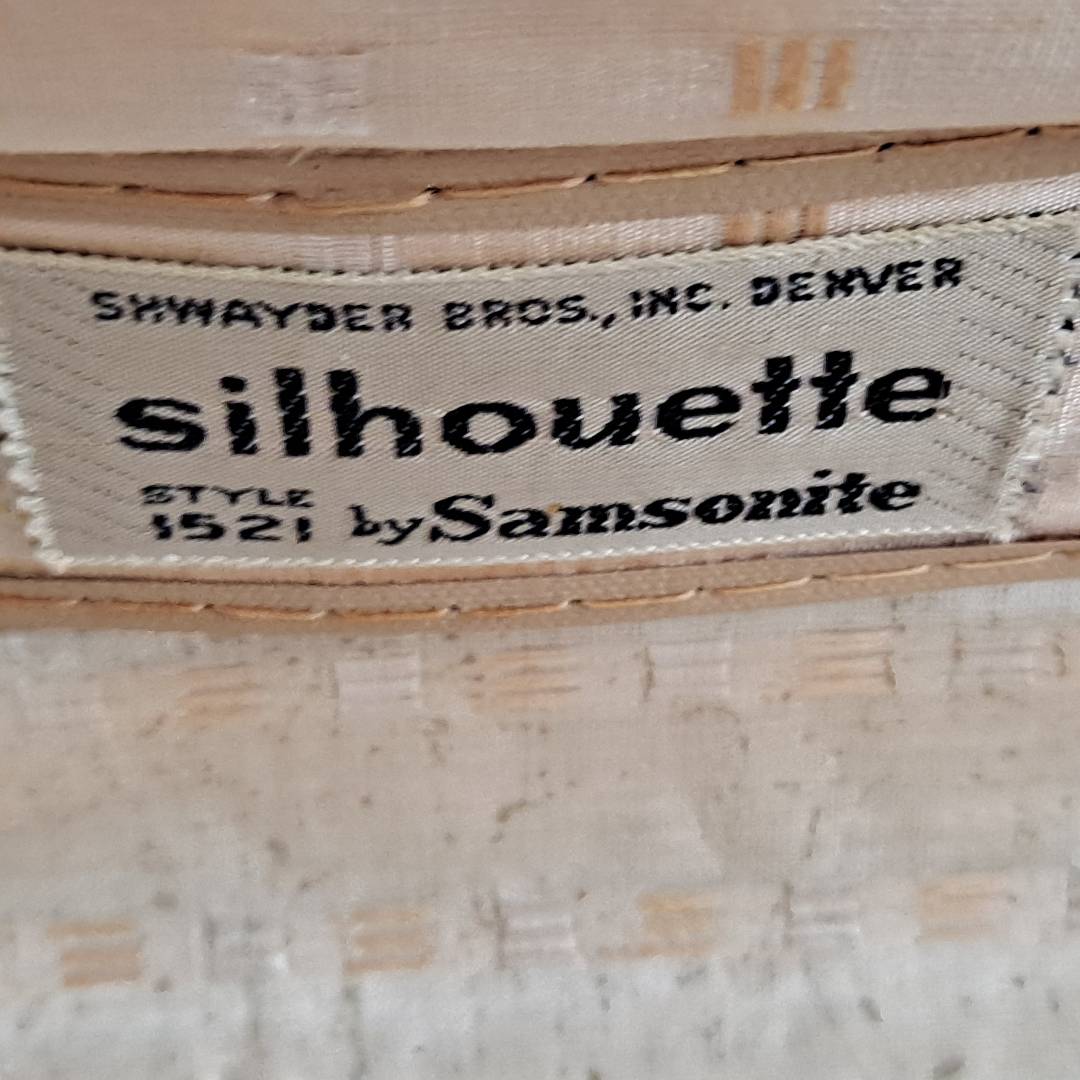 SHWAYDER BROS., INC. DENVER
silhouette
STYLE
1521 by Samsonite